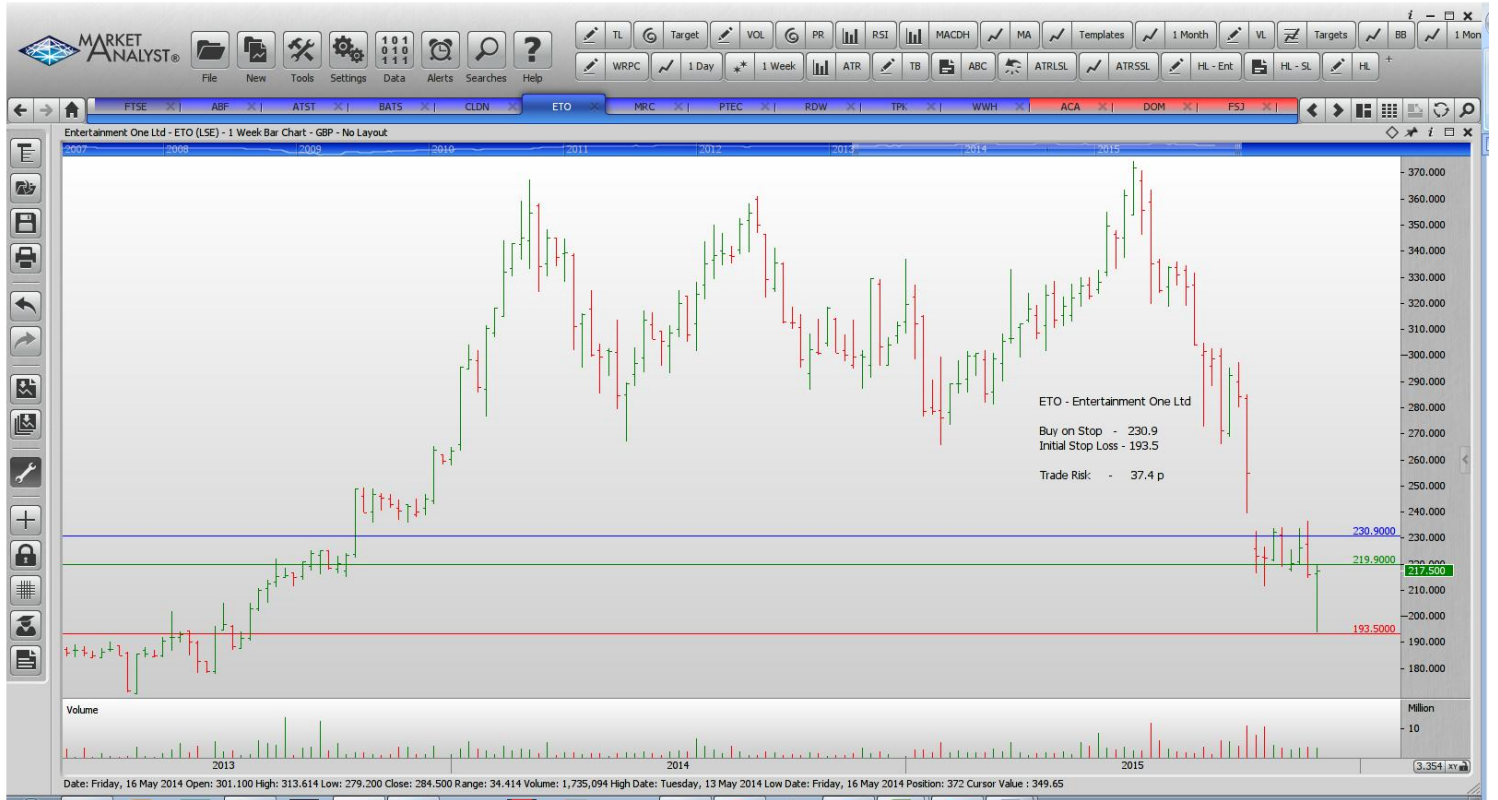 MARKET
ANALYST®
File New Tools Settings Data Alerts Searches Help
TL Target VOL PR RSI MACDH MA Templates 1 Month VL Targets BB 1 Mon
WRPC 1 Day 1 Week ATR TB ABC ATRLSL ATRSSL HL - Ent HL - SL HL +
FTSE ABF ATST BATS CLDN ETO MRC PTEC RDW TPK WWH ACA DOM FSJ
Entertainment One Ltd - ETO (LSE) - 1 Week Bar Chart - GBP - No Layout
2007 2008 2009 2010 2011 2012 2013 2014 2015
370.000
360.000
350.000
340.000
330.000
320.000
310.000
300.000
290.000
280.000
270.000
260.000
250.000
240.000
230.000
220.000
210.000
200.000
190.000
180.000
ETO - Entertainment One Ltd
Buy on Stop - 230.9
Initial Stop Loss - 193.5
Trade Risk - 37.4 p
230.9000
219.9000
217.500
193.5000
Volume
Million
10
2013 2014 2015
3.354 XY
Date: Friday, 16 May 2014 Open: 301.100 High: 313.614 Low: 279.200 Close: 284.500 Range: 34.414 Volume: 1,735,094 High Date: Tuesday, 13 May 2014 Low Date: Friday, 16 May 2014 Position: 372 Cursor Value : 349.65